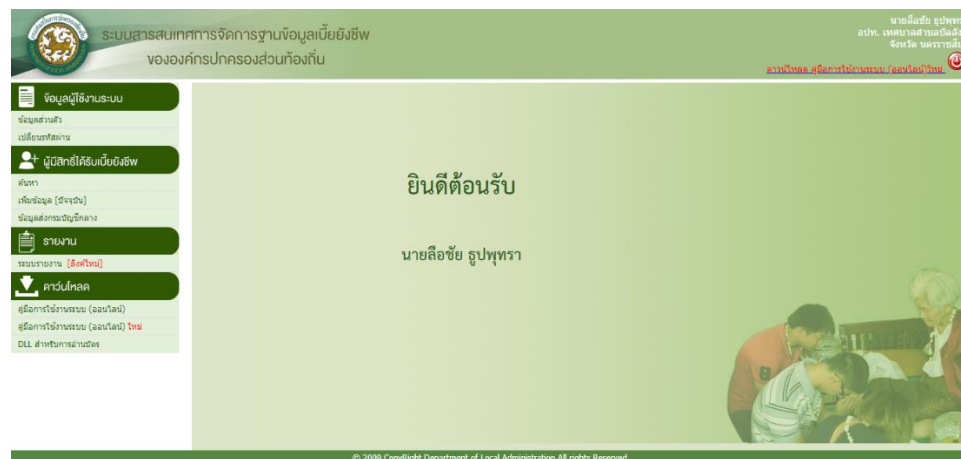 ระบบสารสนเทศการจัดการฐานข้อมูลเบี้ยยังชีพ
ขององค์กรปกครองส่วนท้องถิ่น
นายลือชัย ธูปพุท
อปท. เทศบาลตำบลบัลลัง
จังหวัด นครราชสีม
ดาวน์โหลด คู่มือการใช้งานระบบ (ออนไลน์)ใหม่
ข้อมูลผู้ใช้งานระบบ
ข้อมูลส่วนตัว
เปลี่ยนรหัสผ่าน
ผู้มีสิทธิ์ได้รับเบี้ยยังชีพ
ค้นหา
เพิ่มข้อมูล [ปัจจุบัน]
ข้อมูลส่งกรมบัญชีกลาง
รายงาน
ระบบรายงาน [ลิงค์ใหม่]
ดาวน์โหลด
คู่มือการใช้งานระบบ (ออนไลน์)
คู่มือการใช้งานระบบ (ออนไลน์) ใหม่
DLL สำหรับการอ่านบัตร
ยินดีต้อนรับ
นายลือชัย ธูปพุทรา
© 2009 CopyRight Department of Local Administration All rights Reserved